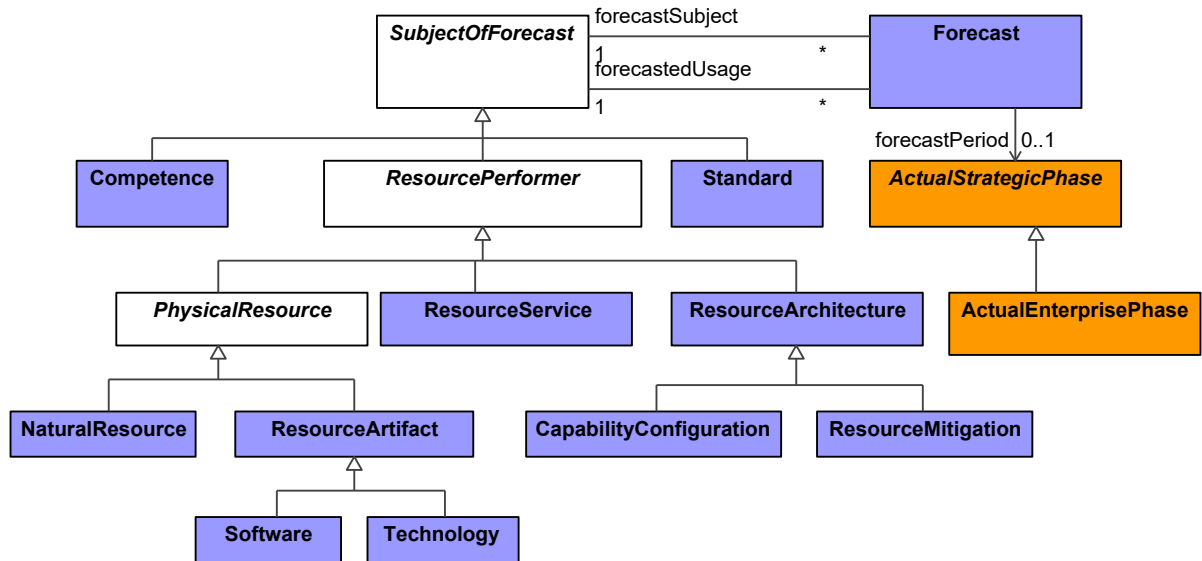 forecastSubject
SubjectOfForecast
Forecast
1
*
forecastedUsage
1
*
forecastPeriod 0..1
Competence
ResourcePerformer
Standard
ActualStrategicPhase
PhysicalResource
ResourceService
ResourceArchitecture
ActualEnterprisePhase
NaturalResource
ResourceArtifact
CapabilityConfiguration
ResourceMitigation
Software
Technology